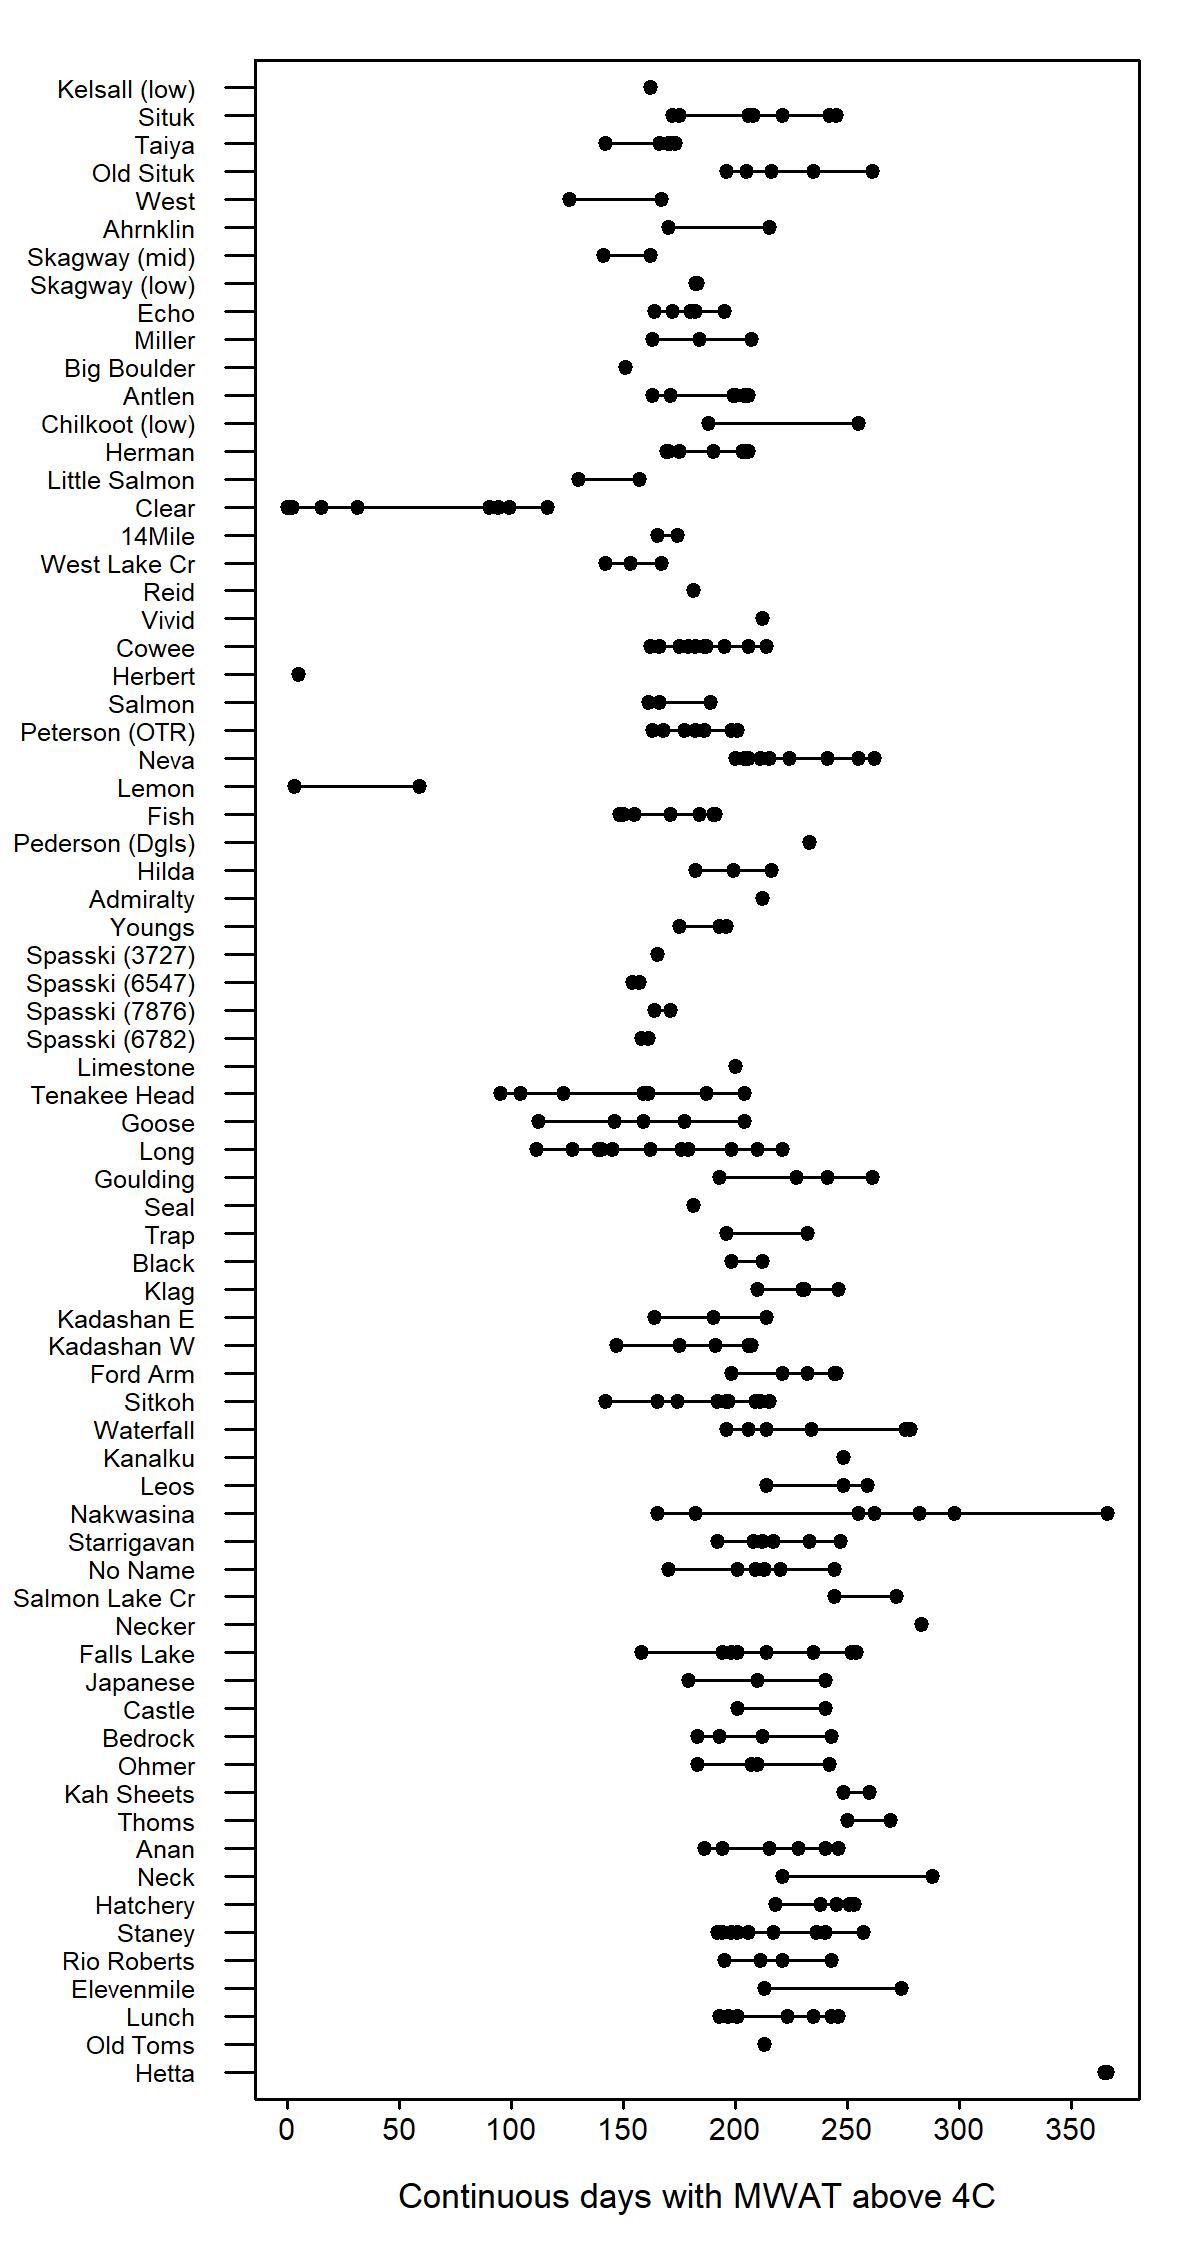 Kelsall (low)
Situk
Taiya
Old Situk
West
Ahrnklin
Skagway (mid)
Skagway (low)
Echo
Miller
Big Boulder
Antlen
Chilkoot (low)
Herman
Little Salmon
Clear
14Mile
West Lake Cr
Reid
Vivid
Cowee
Herbert
Salmon
Peterson (OTR)
Neva
Lemon
Fish
Pederson (Dgls)
Hilda
Admiralty
Youngs
Spasski (3727)
Spasski (6547)
Spasski (7876)
Spasski (6782)
Limestone
Tenakee Head
Goose
Long
Goulding
Seal
Trap
Black
Klag
Kadashan E
Kadashan W
Ford Arm
Sitkoh
Waterfall
Kanalku
Leos
Nakwasina
Starrigavan
No Name
Salmon Lake Cr
Necker
Falls Lake
Japanese
Castle
Bedrock
Ohmer
Kah Sheets
Thoms
Anan
Neck
Hatchery
Staney
Rio Roberts
Elevenmile
Lunch
Old Toms
Hetta
0 50 100 150 200 250 300 350
Continuous days with MWAT above 4C